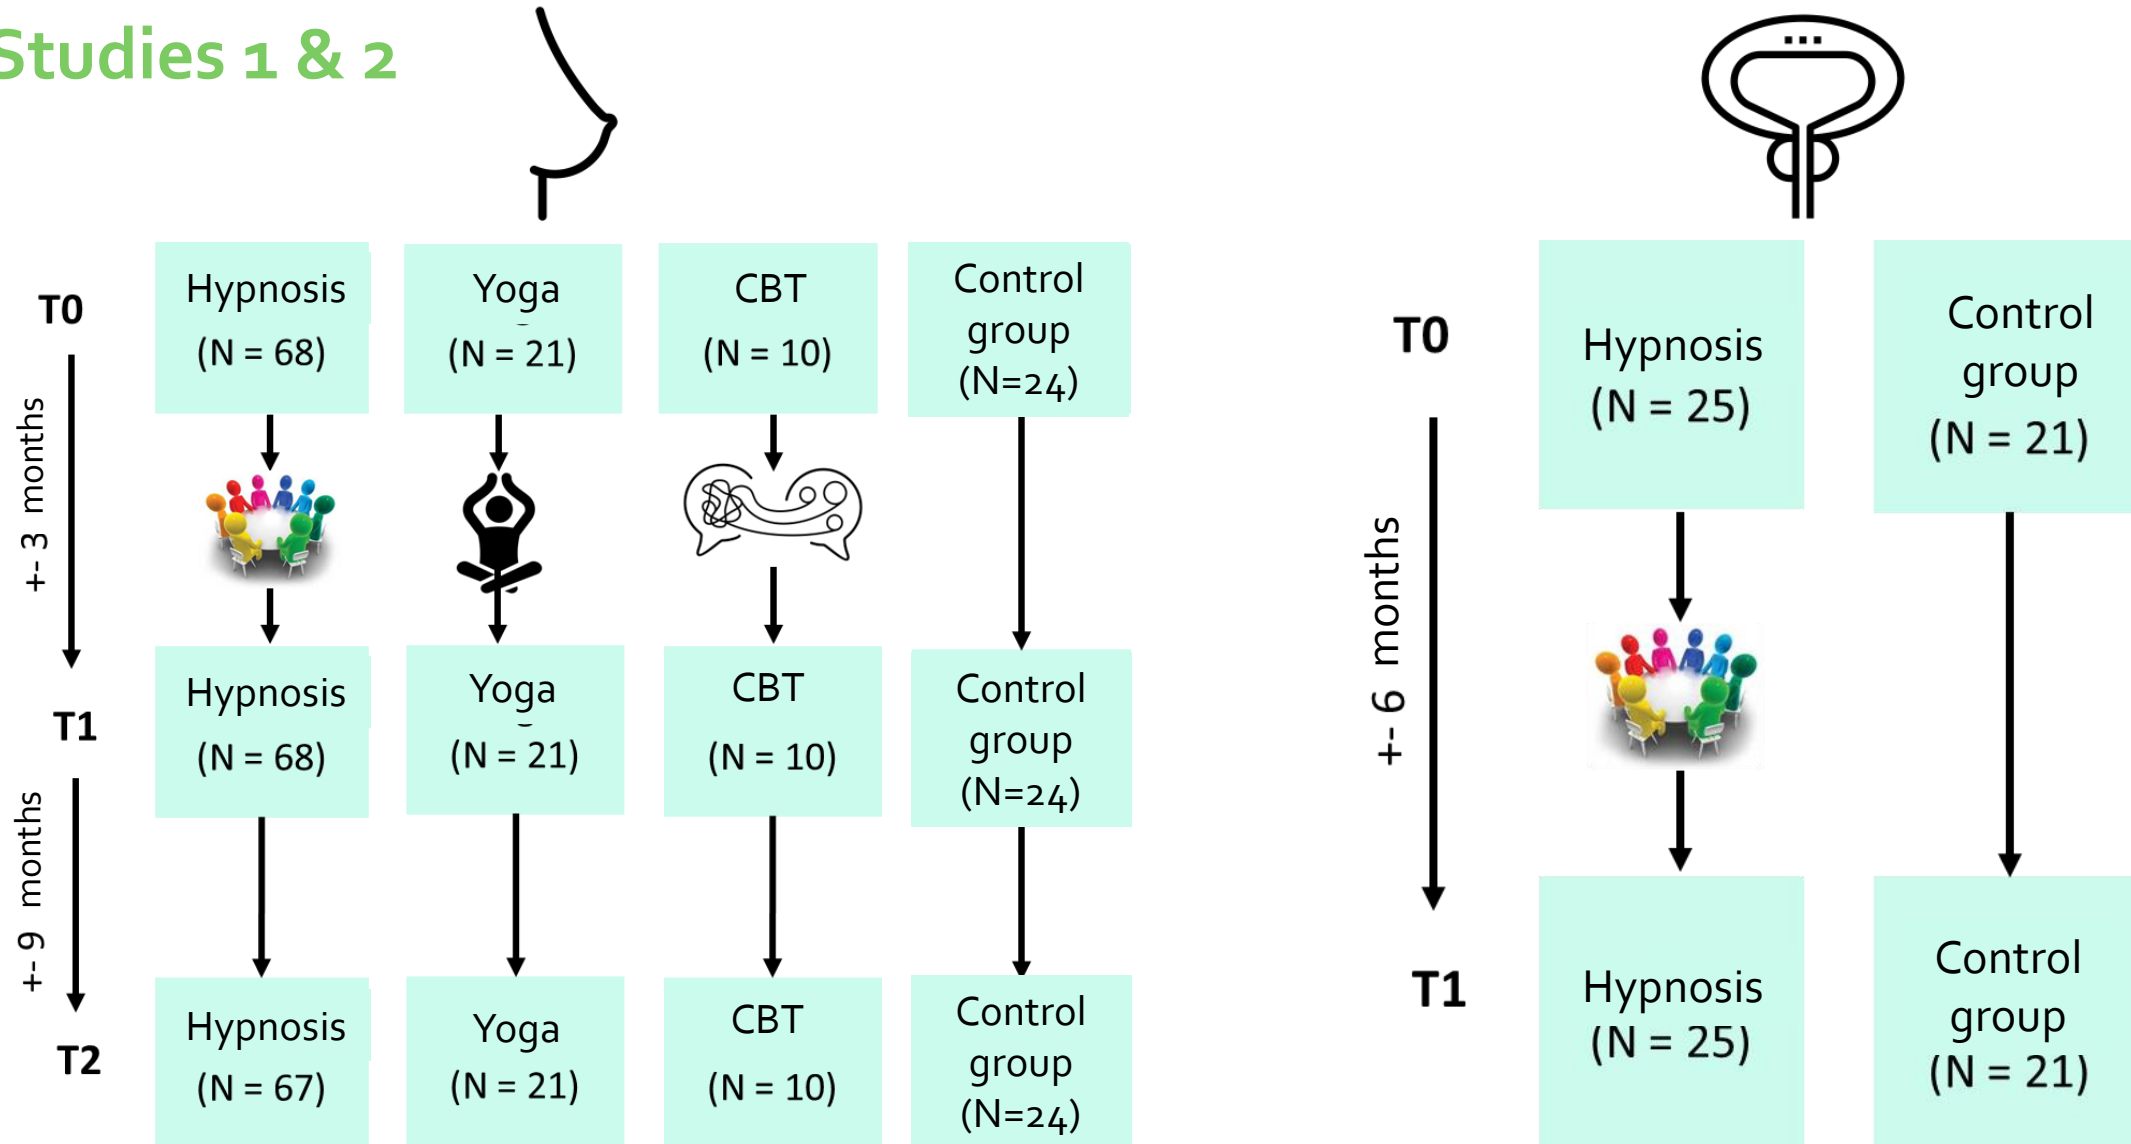 Studies 1 & 2
T0
+- 3 months
T1
+- 9 months
T2
Hypnosis
(N = 68)
Yoga
(N = 21)
CBT
(N = 10)
Control
group
(N=24)
Hypnosis
(N = 68)
Yoga
(N = 21)
CBT
(N = 10)
Control
group
(N=24)
Hypnosis
(N = 67)
Yoga
(N = 21)
CBT
(N = 10)
Control
group
(N=24)
T0
+- 6 months
T1
Hypnosis
(N = 25)
Control
group
(N = 21)
Hypnosis
(N = 25)
Control
group
(N = 21)